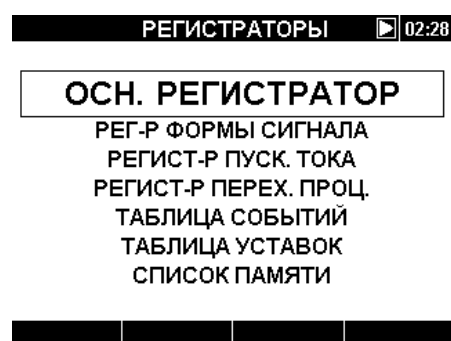 РЕГИСТРАТОРЫ 02:28
ОСН. РЕГИСТРАТОР
РЕГ-Р ФОРМЫ СИГНАЛА
РЕГИСТ-Р ПУСК. ТОКА
РЕГИСТ-Р ПЕРЕХ. ПРОЦ.
ТАБЛИЦА СОБЫТИЙ
ТАБЛИЦА УСТАВОК
СПИСОК ПАМЯТИ